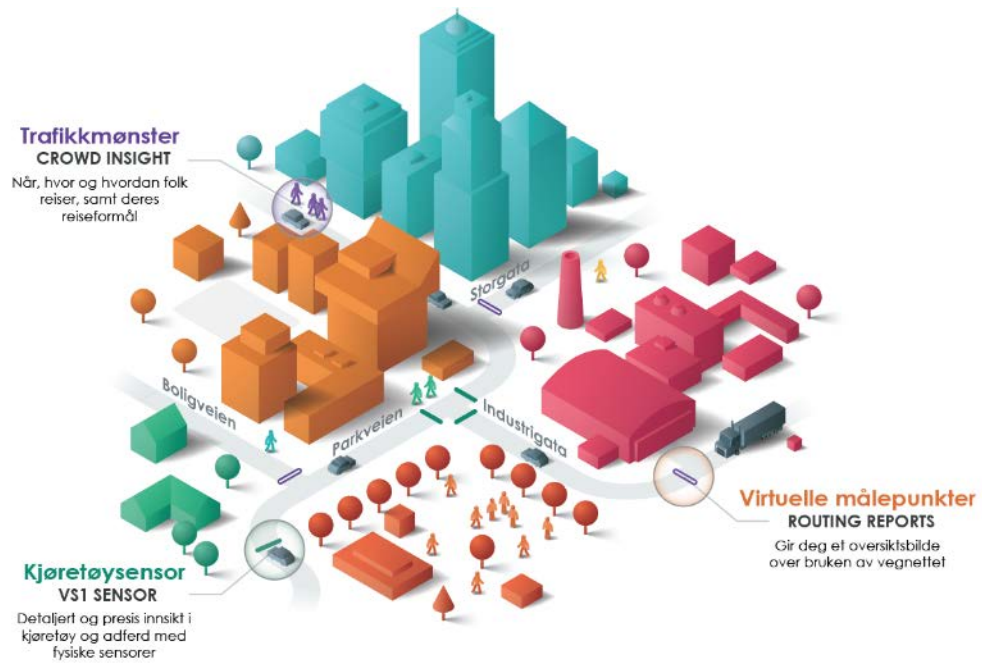 Trafikkmønster
CROWD INSIGHT
Når, hvor og hvordan folk
reiser, samt deres
reiseformål
Storgata
Boligveien
Parkveien
Industrigata
Virtuelle målepunkter
ROUTING REPORTS
Gir deg et oversiktsbilde
over bruken av vegnettet
Kjøretøysensor
VS1 SENSOR
Detaljert og presis innsikt i
kjøretøy og adferd med
fysiske sensorer